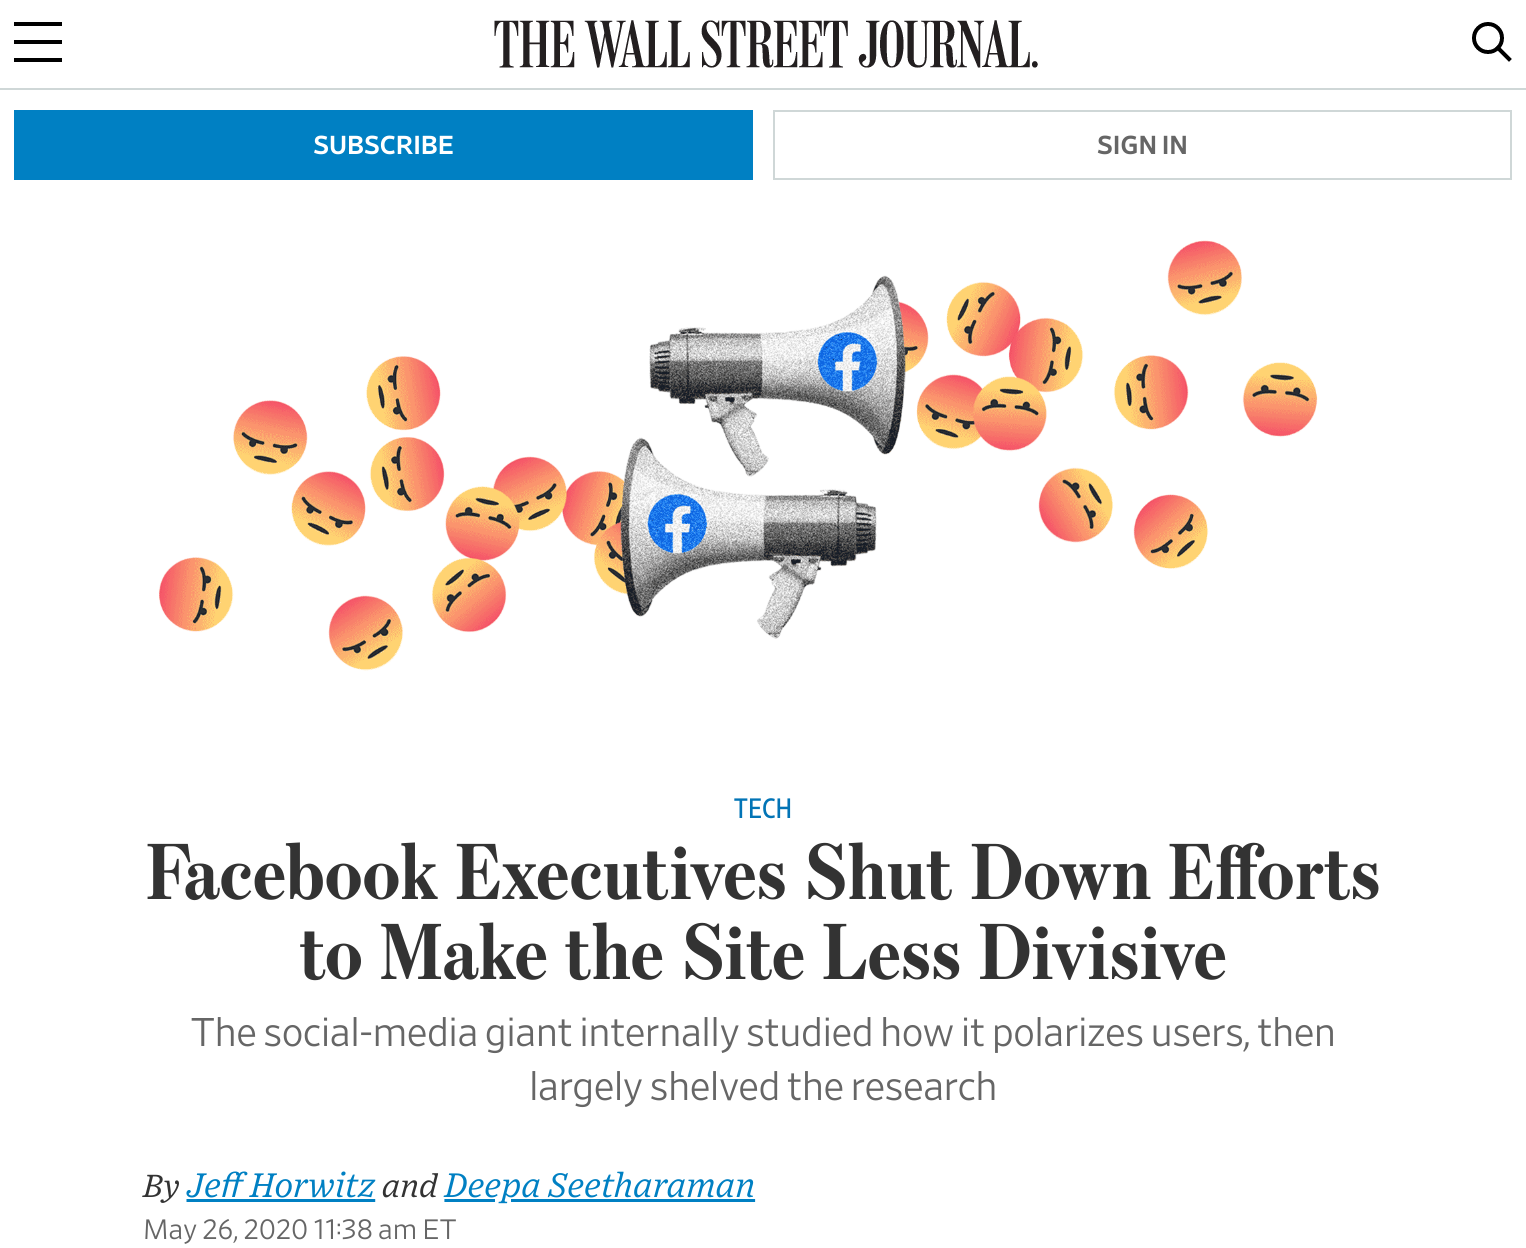 THE WALL STREET JOURNAL.
SUBSCRIBE
SIGN IN
TECH
Facebook Executives Shut Down Efforts
to Make the Site Less Divisive
The social-media giant internally studied how it polarizes users, then
largely shelved the research
By Jeff Horwitz and Deepa Seetharaman
May 26, 2020 11:38 am ET